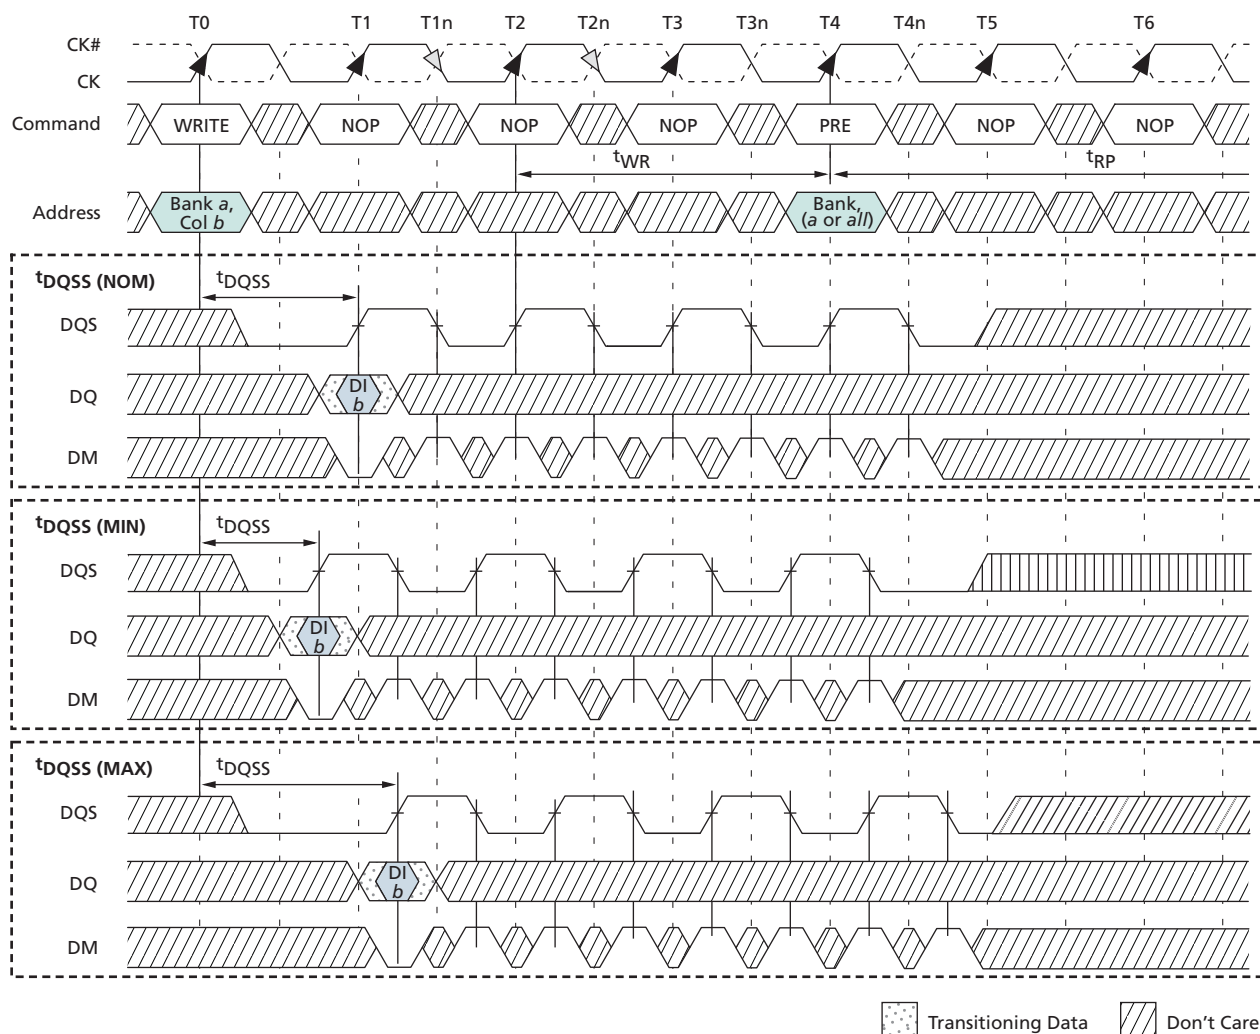 T0 T1 T1n T2 T2n T3 T3n T4 T4n T5 T6
CK#
CK
Command WRITE NOP NOP NOP PRE NOP NOP
tWR tRP
Address Bank a, Col b Bank, (a or all)
tDQSS (NOM) tDQSS
DQS
DQ DI b
DM
tDQSS (MIN) tDQSS
DQS
DQ DI b
DM
tDQSS (MAX) tDQSS
DQS
DQ DI b
DM
Transitioning Data Don't Care